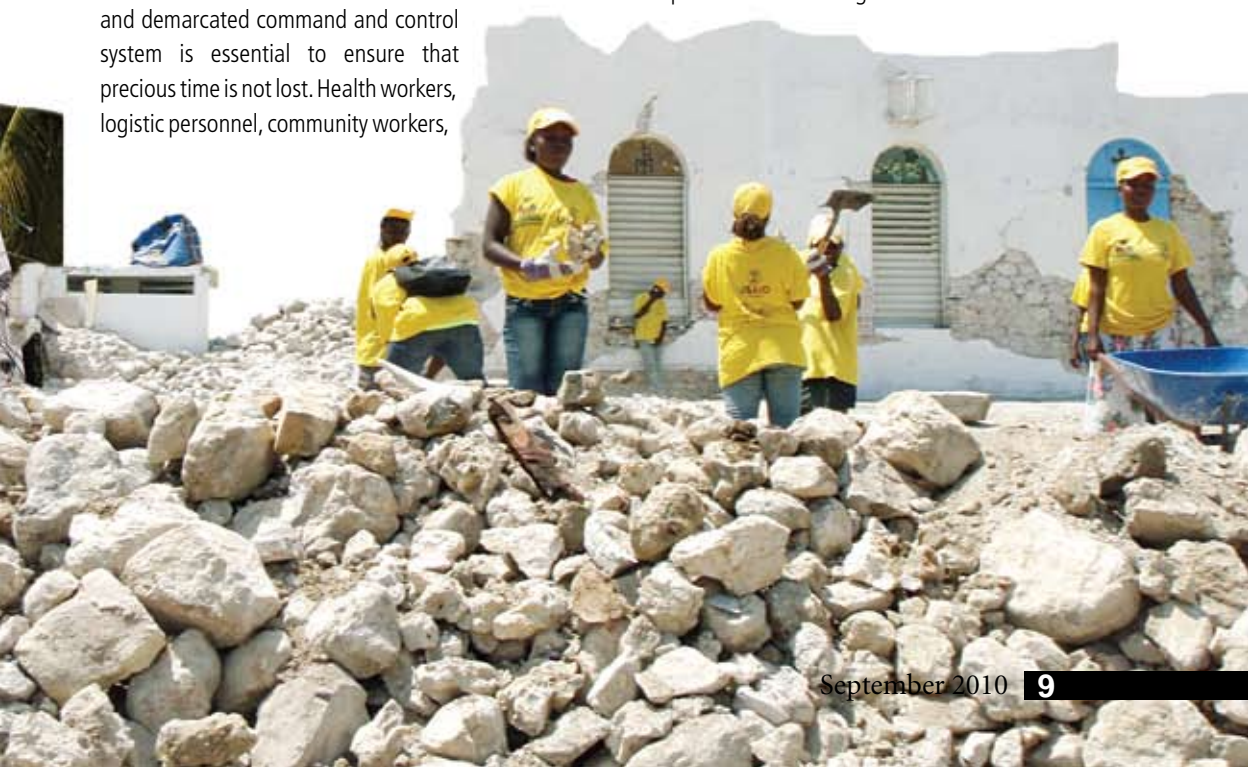 and demarcated command and control
system is essential to ensure that
precious time is not lost. Health workers,
logistic personnel, community workers,
USAID
September 2010 9